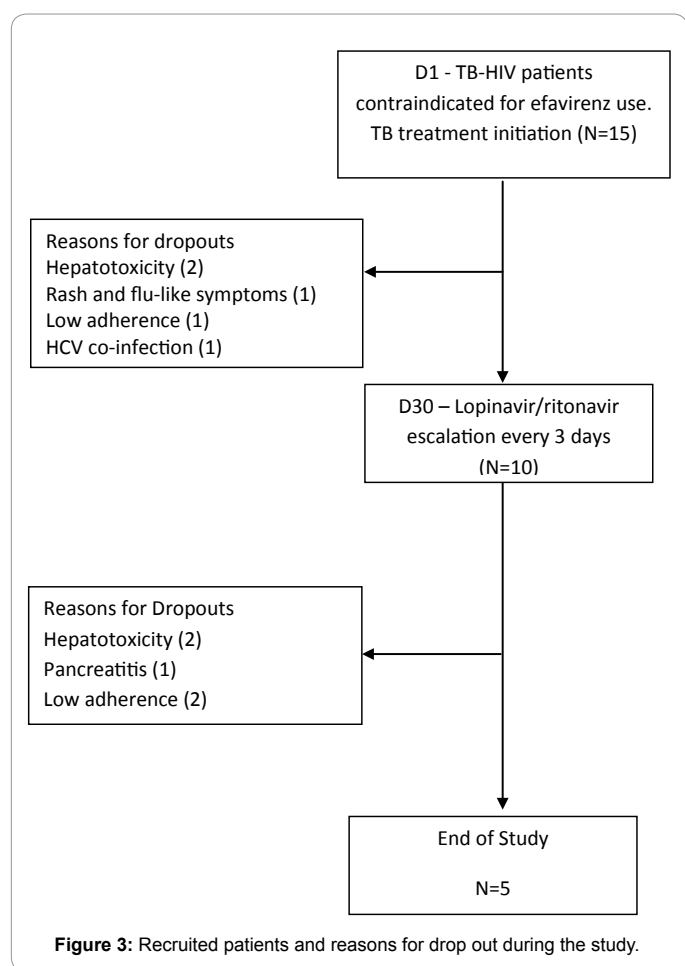 D1 - TB-HIV patients
contraindicated for efavirenz use.
TB treatment initiation (N=15)
Reasons for dropouts
Hepatotoxicity (2)
Rash and flu-like symptoms (1)
Low adherence (1)
HCV co-infection (1)
D30 – Lopinavir/ritonavir
escalation every 3 days
(N=10)
Reasons for Dropouts
Hepatotoxicity (2)
Pancreatitis (1)
Low adherence (2)
End of Study
N=5
Figure 3: Recruited patients and reasons for drop out during the study.